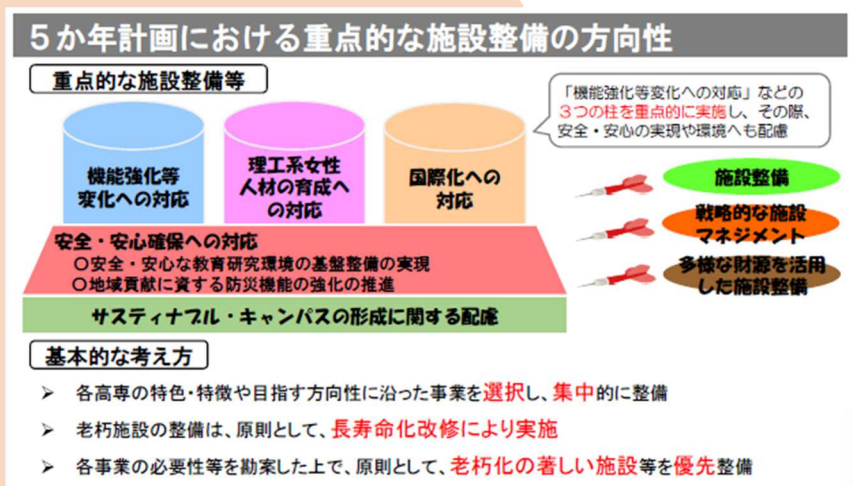 5か年計画における重点的な施設整備の方向性
重点的な施設整備等
「機能強化等変化への対応」などの
3つの柱を重点的に実施し、その際、
安全・安心の実現や環境へも配慮
機能強化等
変化への対応
理工系女性
人材の育成へ
の対応
国際化への
対応
施設整備
戦略的な施設
マネジメント
多様な財源を活用
した施設整備
安全・安心確保への対応
○安全・安心な教育研究環境の基盤整備の実現
○地域貢献に資する防災機能の強化の推進
サスティナブル・キャンパスの形成に関する配慮
基本的な考え方
➢ 各高専の特色・特徴や目指す方向性に沿った事業を選択し、集中的に整備
➢ 老朽施設の整備は、原則として、長寿命化改修により実施
➢ 各事業の必要性等を勘案した上で、原則として、老朽化の著しい施設等を優先整備